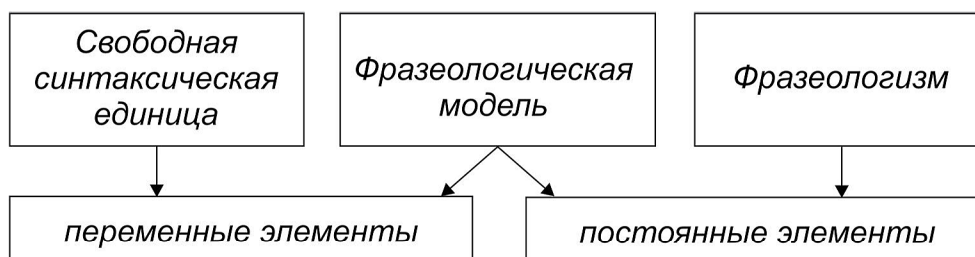 Свободная
синтаксическая
единица
Фразеологическая
модель
Фразеологизм
переменные элементы
постоянные элементы